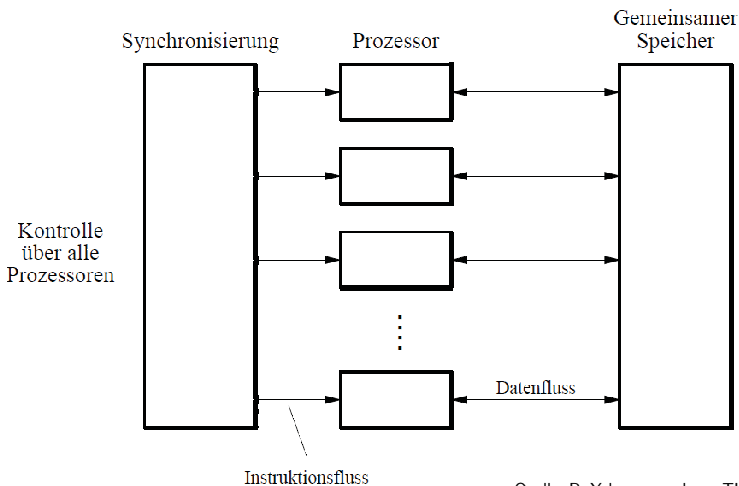 Gemeinsamer
Synchronisierung Prozessor Speicher
Kontrolle
über alle
Prozessoren
Datenfluss
Instruktionsfluss